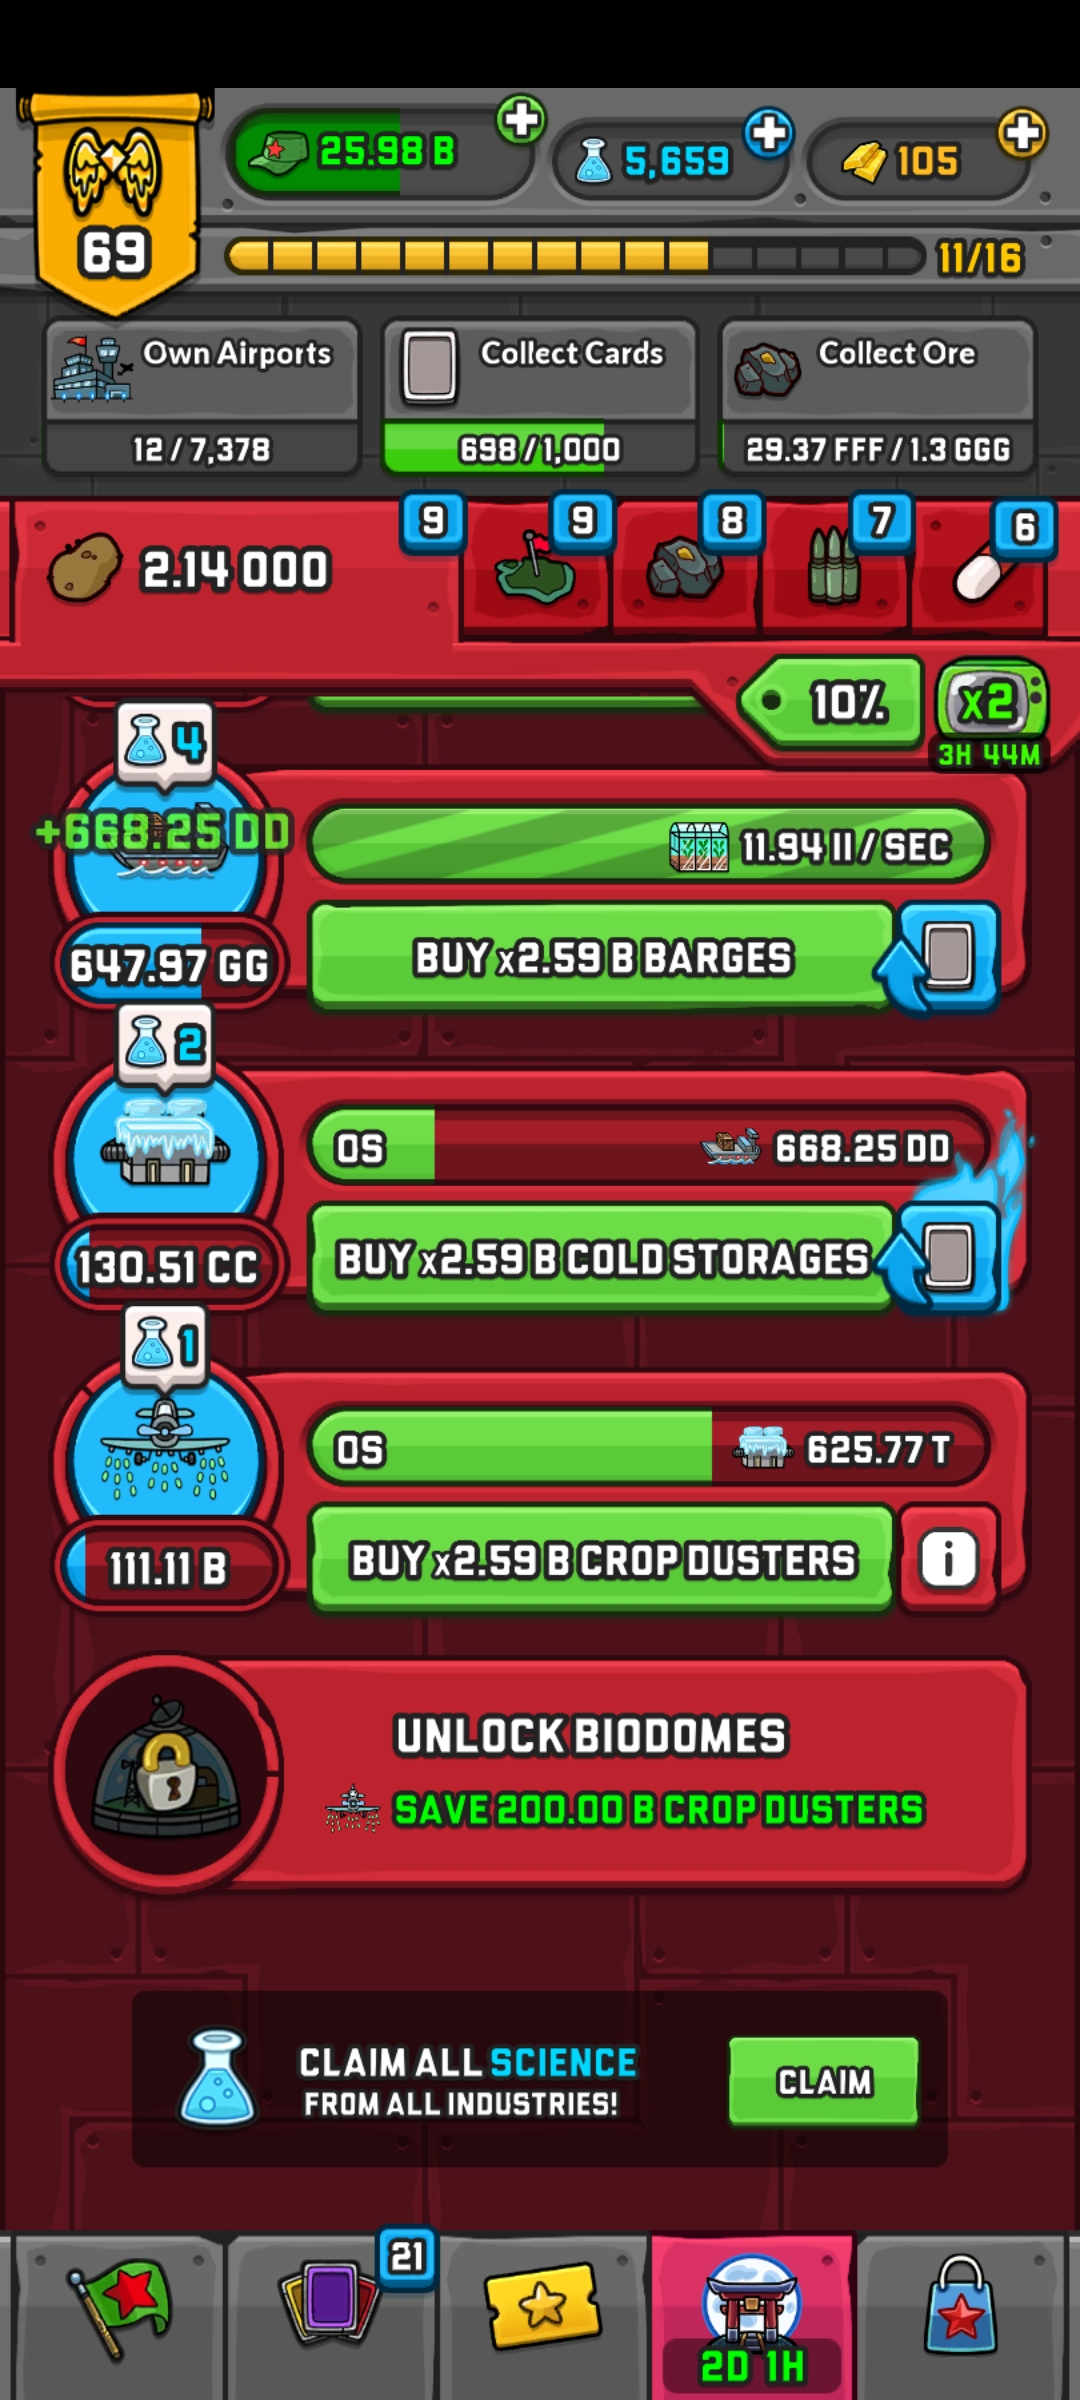 25.98 B
5,659
105
69
11/16
Own Airports
Collect Cards
Collect Ore
12 / 7,378
698 / 1,000
29.37 FFF / 1.3 GGG
9
9
8
7
6
2.14 OOO
10%
x2
3H 44M
4
+668.25 DD
11.94 II / SEC
BUY x2.59 B BARGES
647.97 GG
2
0S
668.25 DD
BUY x2.59 B COLD STORAGES
130.51 CC
1
0S
625.77 T
BUY x2.59 B CROP DUSTERS
i
111.11 B
UNLOCK BIODOMES
SAVE 200.00 B CROP DUSTERS
CLAIM ALL SCIENCE
FROM ALL INDUSTRIES!
CLAIM
21
2D 1H